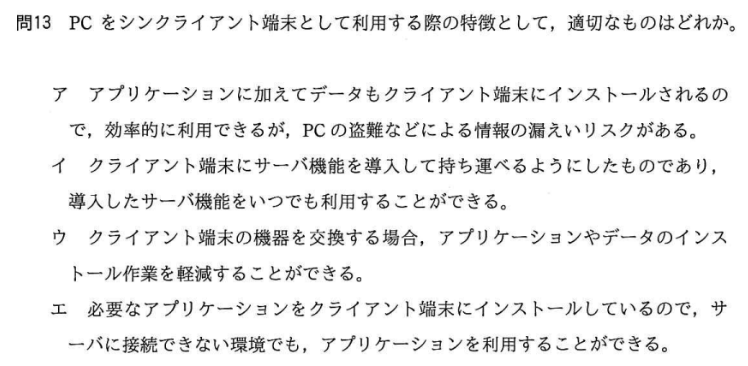 問13 PC をシンクライアント端末として利用する際の特徴として，適切なものはどれか。
ア アプリケーションに加えてデータもクライアント端末にインストールされるの
で，効率的に利用できるが，PC の盗難などによる情報の漏えいリスクがある。
イ クライアント端末にサーバ機能を導入して持ち運べるようにしたものであり，
導入したサーバ機能をいつでも利用することができる。
ウ クライアント端末の機器を交換する場合，アプリケーションやデータのインス
トール作業を軽減することができる。
エ 必要なアプリケーションをクライアント端末にインストールしているので，サ
ーバに接続できない環境でも，アプリケーションを利用することができる。